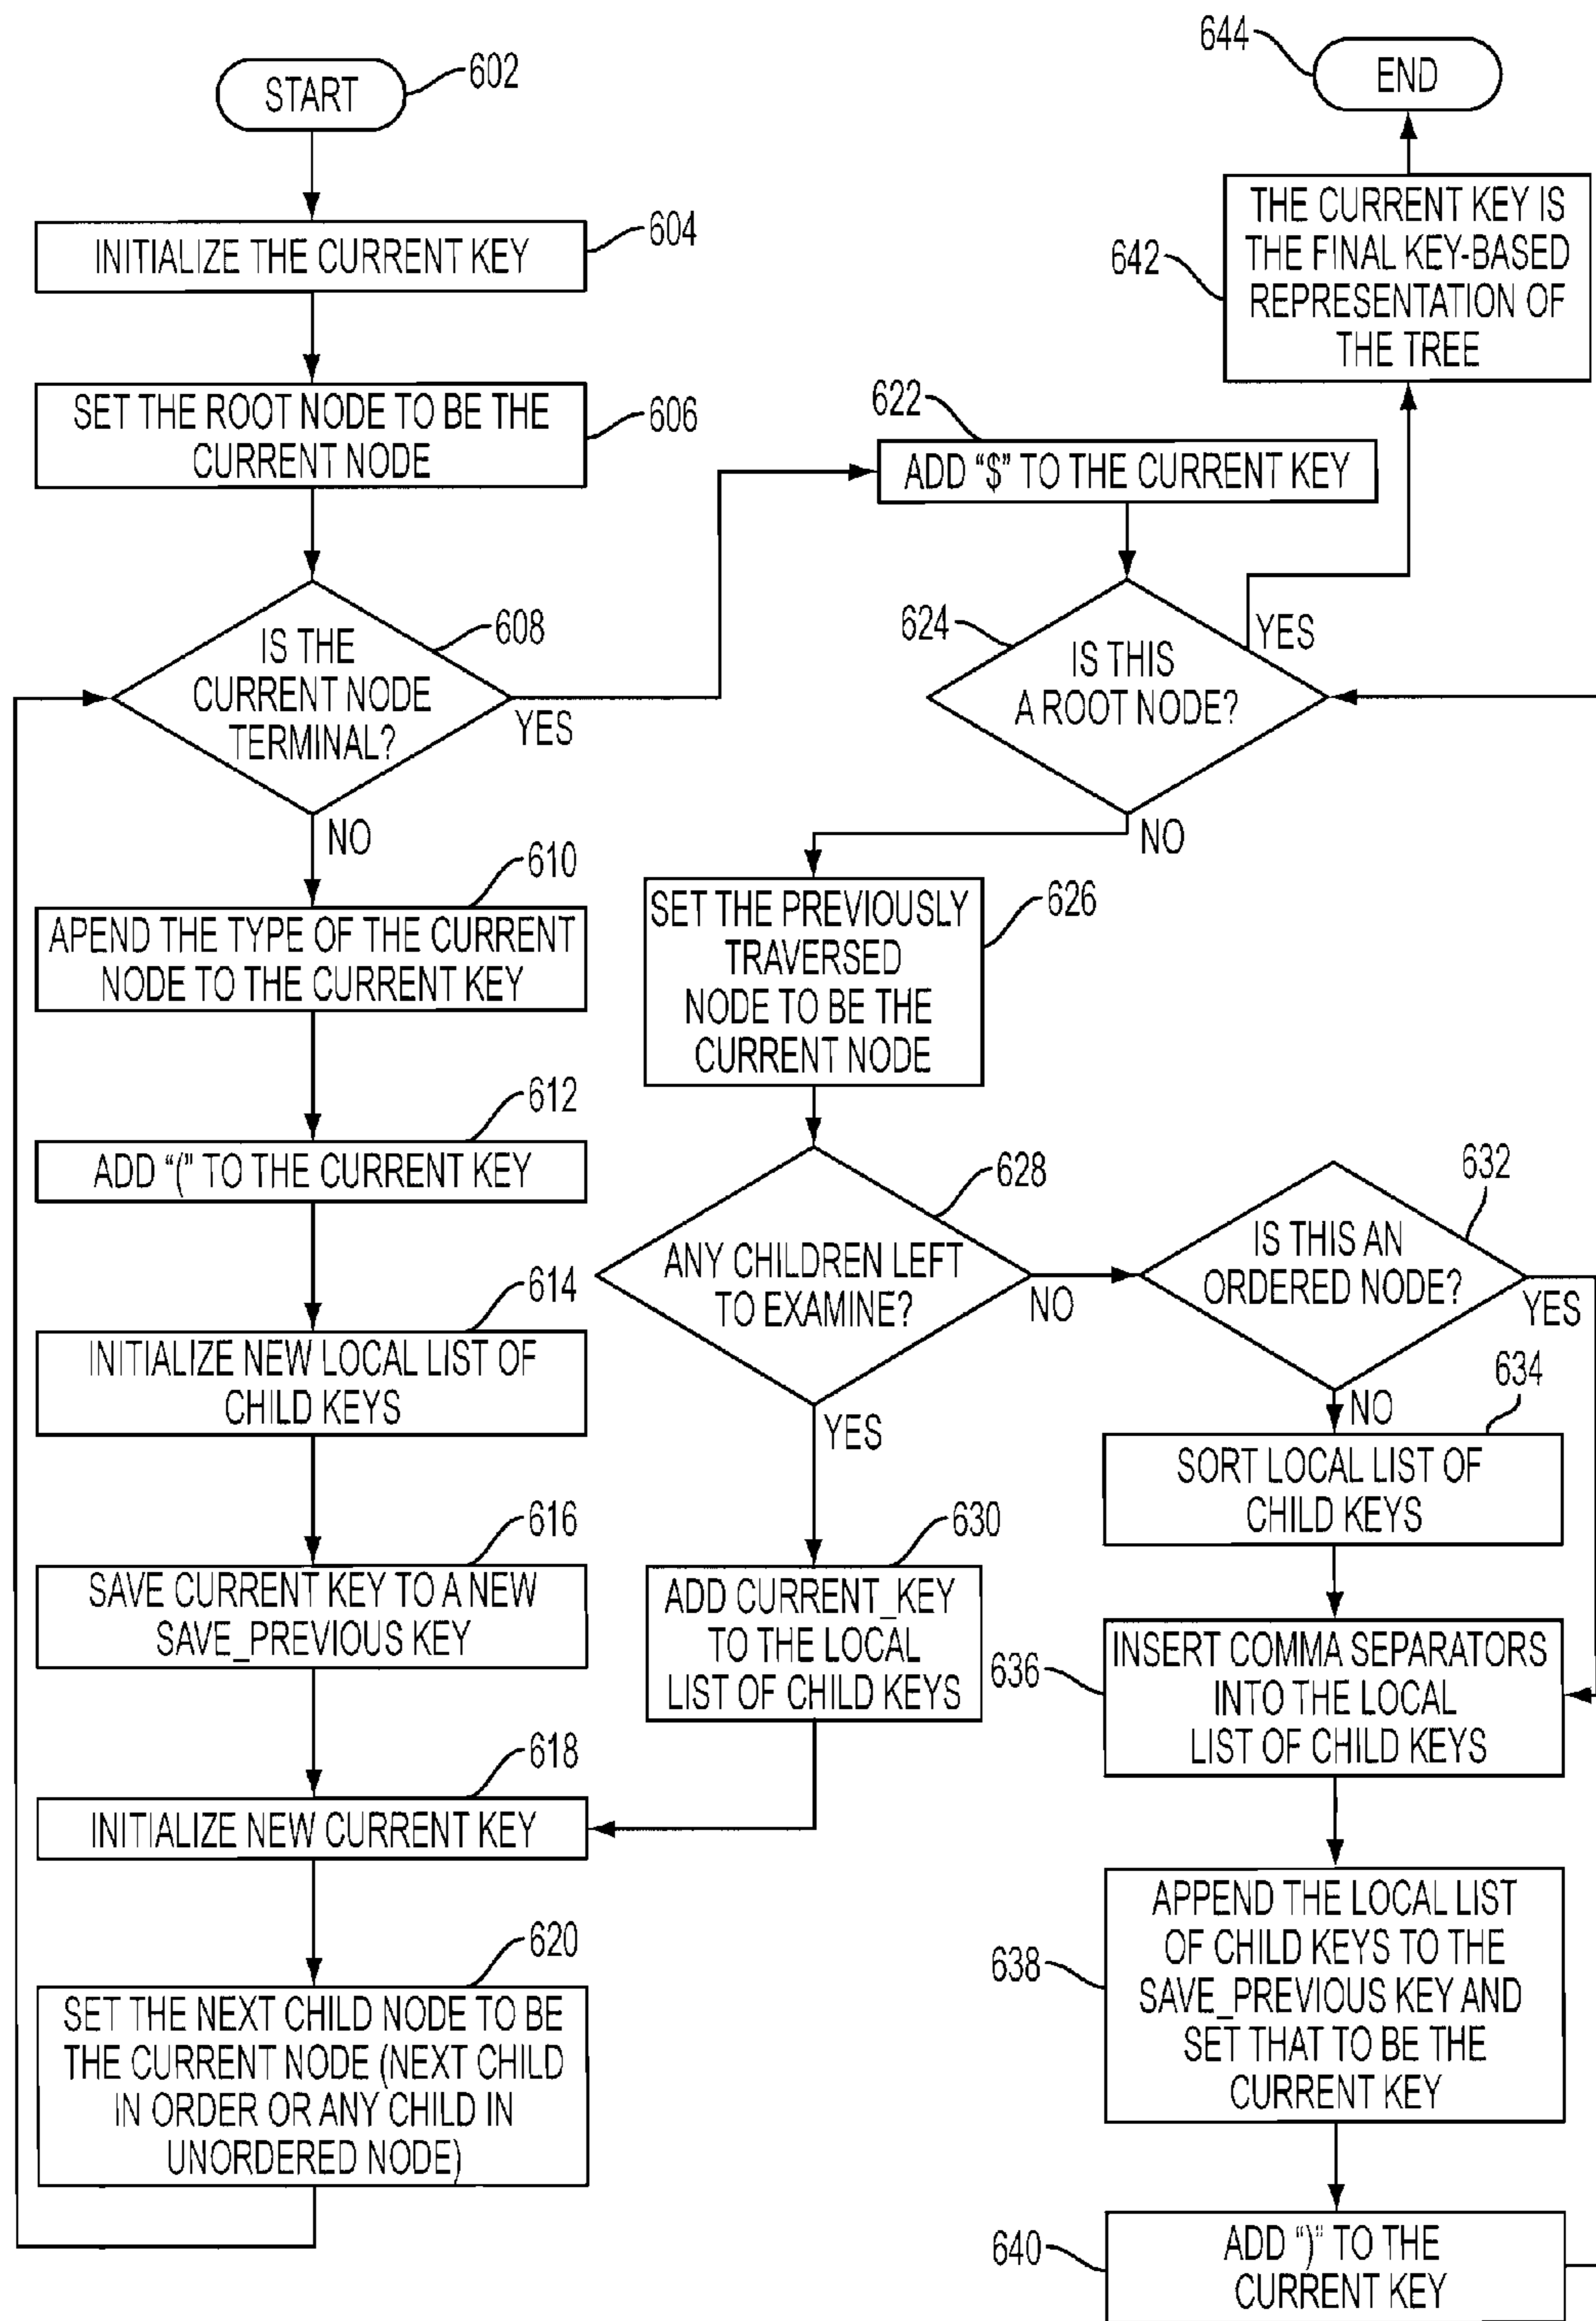 START
602
INITIALIZE THE CURRENT KEY
604
SET THE ROOT NODE TO BE THE
CURRENT NODE
606
IS THE
CURRENT NODE
TERMINAL?
608
YES
NO
APEND THE TYPE OF THE CURRENT
NODE TO THE CURRENT KEY
610
ADD "(" TO THE CURRENT KEY
612
INITIALIZE NEW LOCAL LIST OF
CHILD KEYS
614
SAVE CURRENT KEY TO A NEW
SAVE_PREVIOUS KEY
616
INITIALIZE NEW CURRENT KEY
618
SET THE NEXT CHILD NODE TO BE
THE CURRENT NODE (NEXT CHILD
IN ORDER OR ANY CHILD IN
UNORDERED NODE)
620
ADD "$" TO THE CURRENT KEY
622
IS THIS
A ROOT NODE?
624
YES
NO
SET THE PREVIOUSLY
TRAVERSED
NODE TO BE THE
CURRENT NODE
626
ANY CHILDREN LEFT
TO EXAMINE?
628
NO
YES
ADD CURRENT_KEY
TO THE LOCAL
LIST OF CHILD KEYS
630
IS THIS AN
ORDERED NODE?
632
YES
NO
SORT LOCAL LIST OF
CHILD KEYS
634
INSERT COMMA SEPARATORS
INTO THE LOCAL
LIST OF CHILD KEYS
636
APPEND THE LOCAL LIST
OF CHILD KEYS TO THE
SAVE_PREVIOUS KEY AND
SET THAT TO BE THE
CURRENT KEY
638
ADD ")" TO THE
CURRENT KEY
640
THE CURRENT KEY IS
THE FINAL KEY-BASED
REPRESENTATION OF
THE TREE
642
END
644